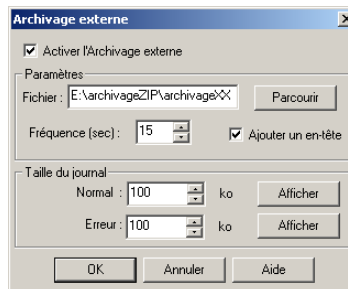 Archivage externe
Activer l'Archivage externe
Paramètres
Fichier : E:\archivageZIP\archivageXX Parcourir
Fréquence (sec) : 15 Ajouter un en-tête
Taille du journal
Normal : 100 ko Afficher
Erreur : 100 ko Afficher
OK Annuler Aide